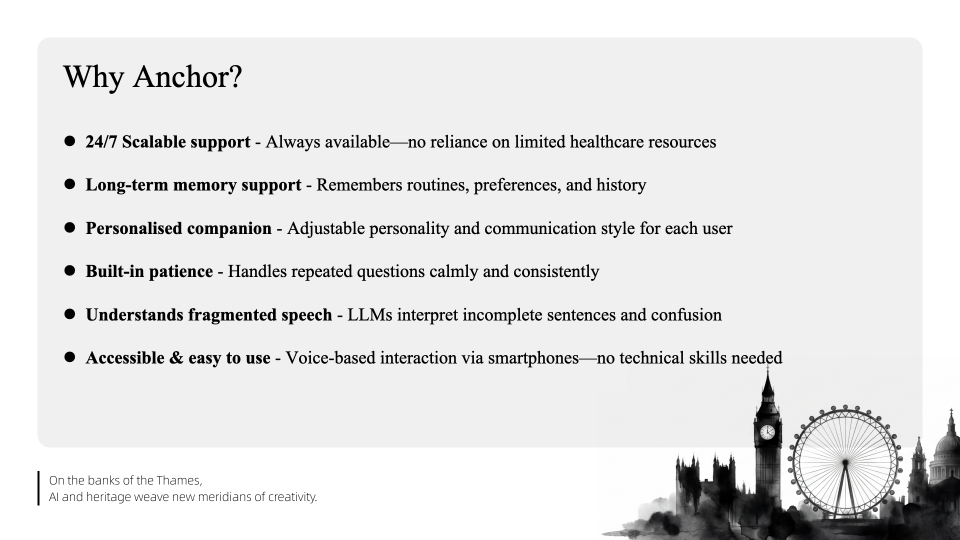 Why Anchor?
● 24/7 Scalable support - Always available—no reliance on limited healthcare resources
● Long-term memory support - Remembers routines, preferences, and history
● Personalised companion - Adjustable personality and communication style for each user
● Built-in patience - Handles repeated questions calmly and consistently
● Understands fragmented speech - LLMs interpret incomplete sentences and confusion
● Accessible & easy to use - Voice-based interaction via smartphones—no technical skills needed
On the banks of the Thames,
AI and heritage weave new meridians of creativity.